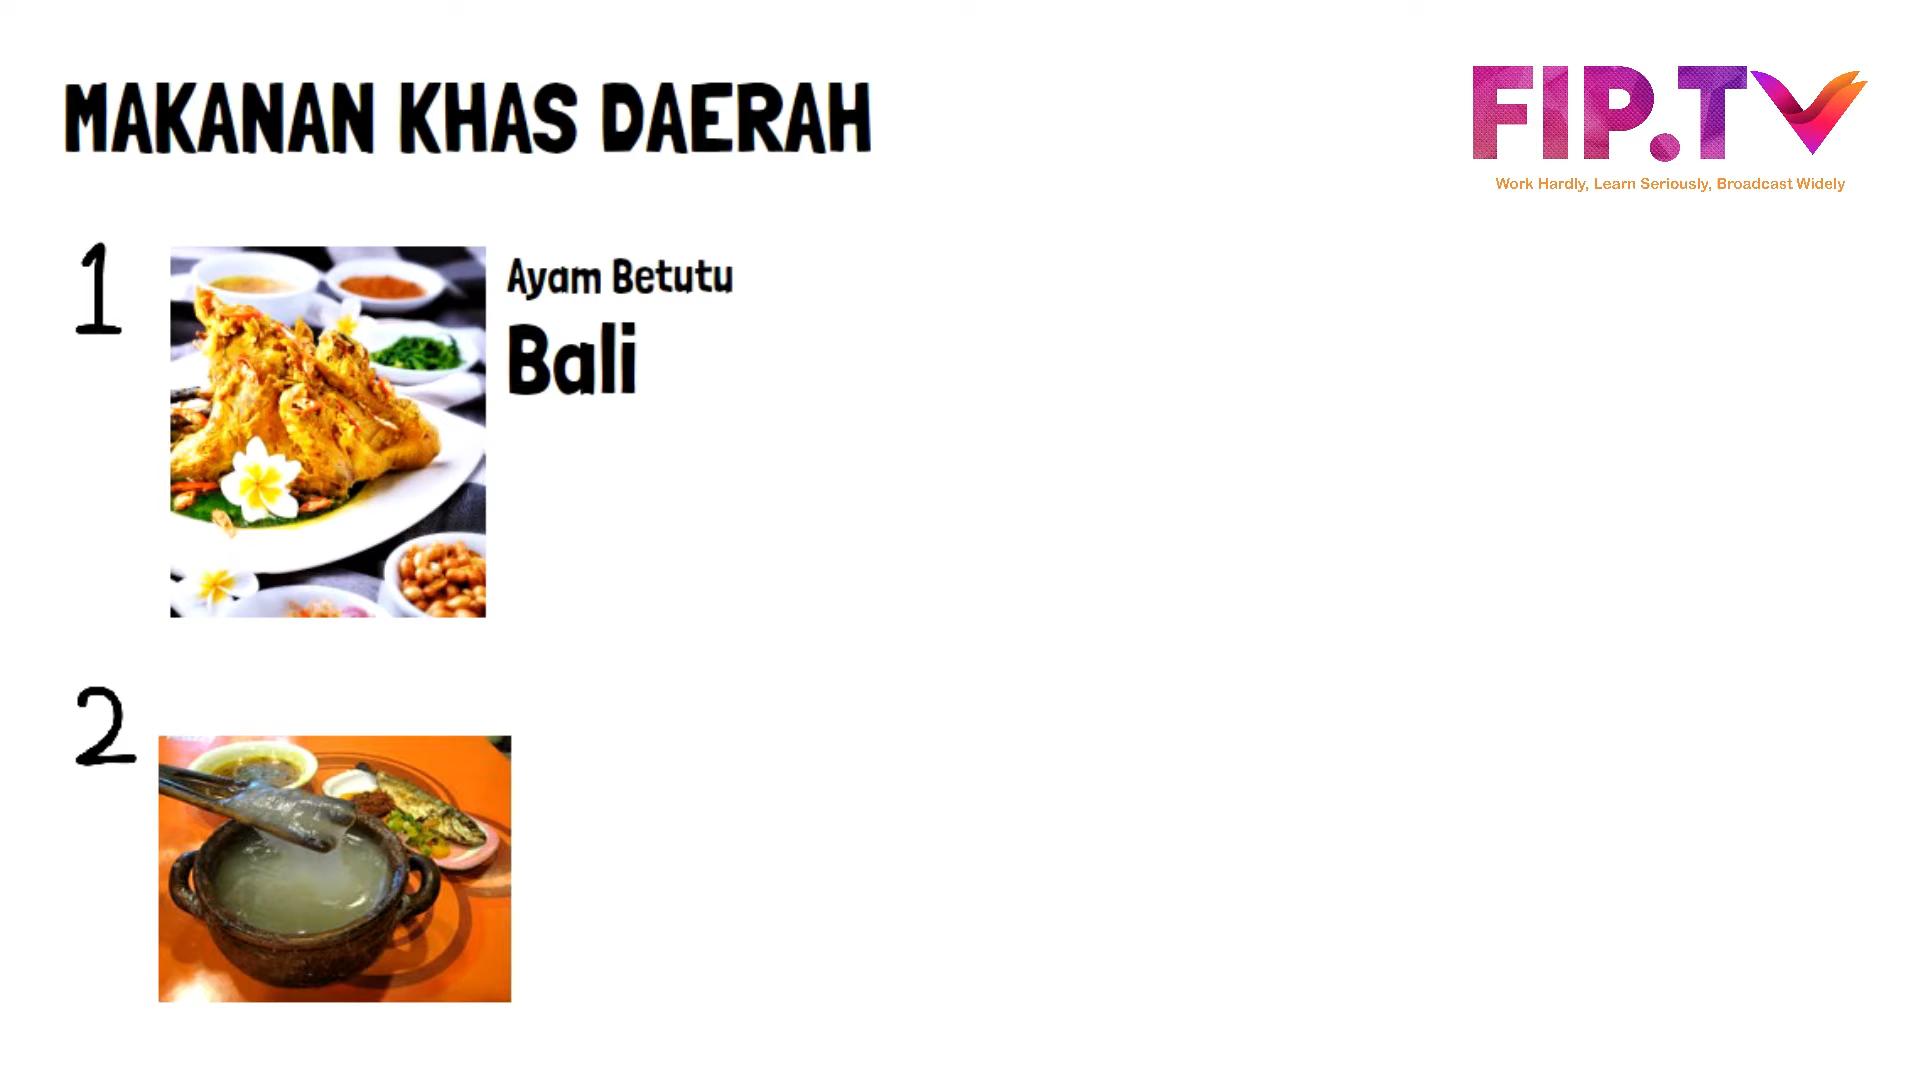 MAKANAN KHAS DAERAH
FIP.TV
Work Hardly, Learn Seriously, Broadcast Widely
1
Ayam Betutu
Bali
2